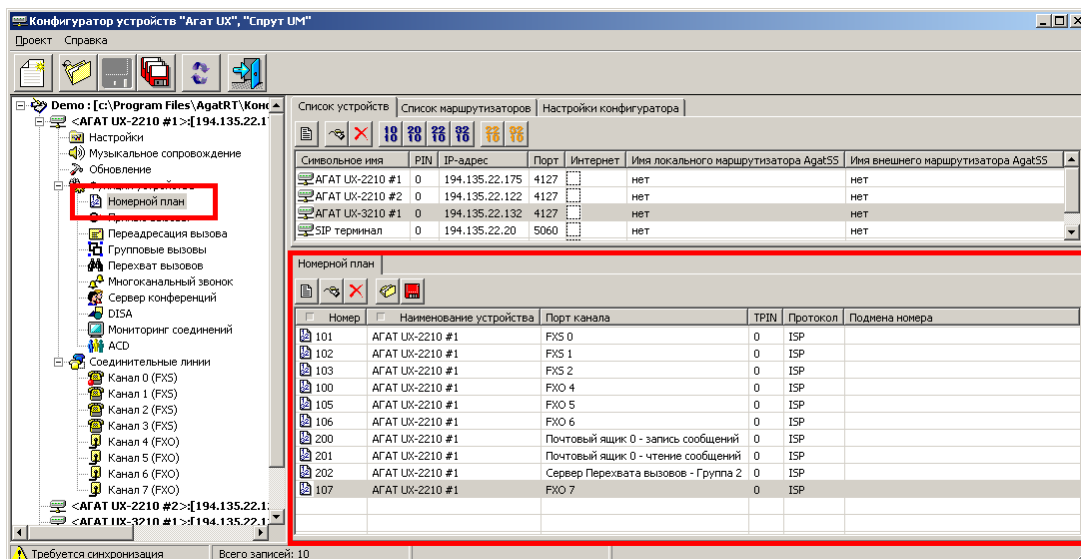 Конфигуратор устройств "Агат UX", "Спрут UM"
Проект Справка
Demo : [c:\Program Files\AgatRT\Конс
<АГАТ UX-2210 #1>:[194.135.22.1
Настройки
Музыкальное сопровождение
Обновление
Функции устройства
Номерной план
Переадресация вызова
Групповые вызовы
Перехват вызовов
Многоканальный звонок
Сервер конференций
DISA
Мониторинг соединений
ACD
Соединительные линии
Канал 0 (FXS)
Канал 1 (FXS)
Канал 2 (FXS)
Канал 3 (FXS)
Канал 4 (FXO)
Канал 5 (FXO)
Канал 6 (FXO)
Канал 7 (FXO)
<АГАТ UX-2210 #2>:[194.135.22.1
<АГАТ UX-3210 #1>:[194.135.22.1
Список устройств Список маршрутизаторов Настройки конфигуратора
Символьное имя PIN IP-адрес Порт Интернет Имя локального маршрутизатора AgatSS Имя внешнего маршрутизатора AgatSS
АГАТ UX-2210 #1 0 194.135.22.175 4127 нет нет
АГАТ UX-2210 #2 0 194.135.22.122 4127 нет нет
АГАТ UX-3210 #1 0 194.135.22.132 4127 нет нет
SIP терминал 0 194.135.22.20 5060 нет нет
Номерной план
Номер Наименование устройства Порт канала TPIN Протокол Подмена номера
101 АГАТ UX-2210 #1 FXS 0 0 ISP
102 АГАТ UX-2210 #1 FXS 1 0 ISP
103 АГАТ UX-2210 #1 FXS 2 0 ISP
100 АГАТ UX-2210 #1 FXO 4 0 ISP
105 АГАТ UX-2210 #1 FXO 5 0 ISP
106 АГАТ UX-2210 #1 FXO 6 0 ISP
200 АГАТ UX-2210 #1 Почтовый ящик 0 - запись сообщений 0 ISP
201 АГАТ UX-2210 #1 Почтовый ящик 0 - чтение сообщений 0 ISP
202 АГАТ UX-2210 #1 Сервер Перехвата вызовов - Группа 2 0 ISP
107 АГАТ UX-2210 #1 FXO 7 0 ISP
Требуется синхронизация Всего записей: 10